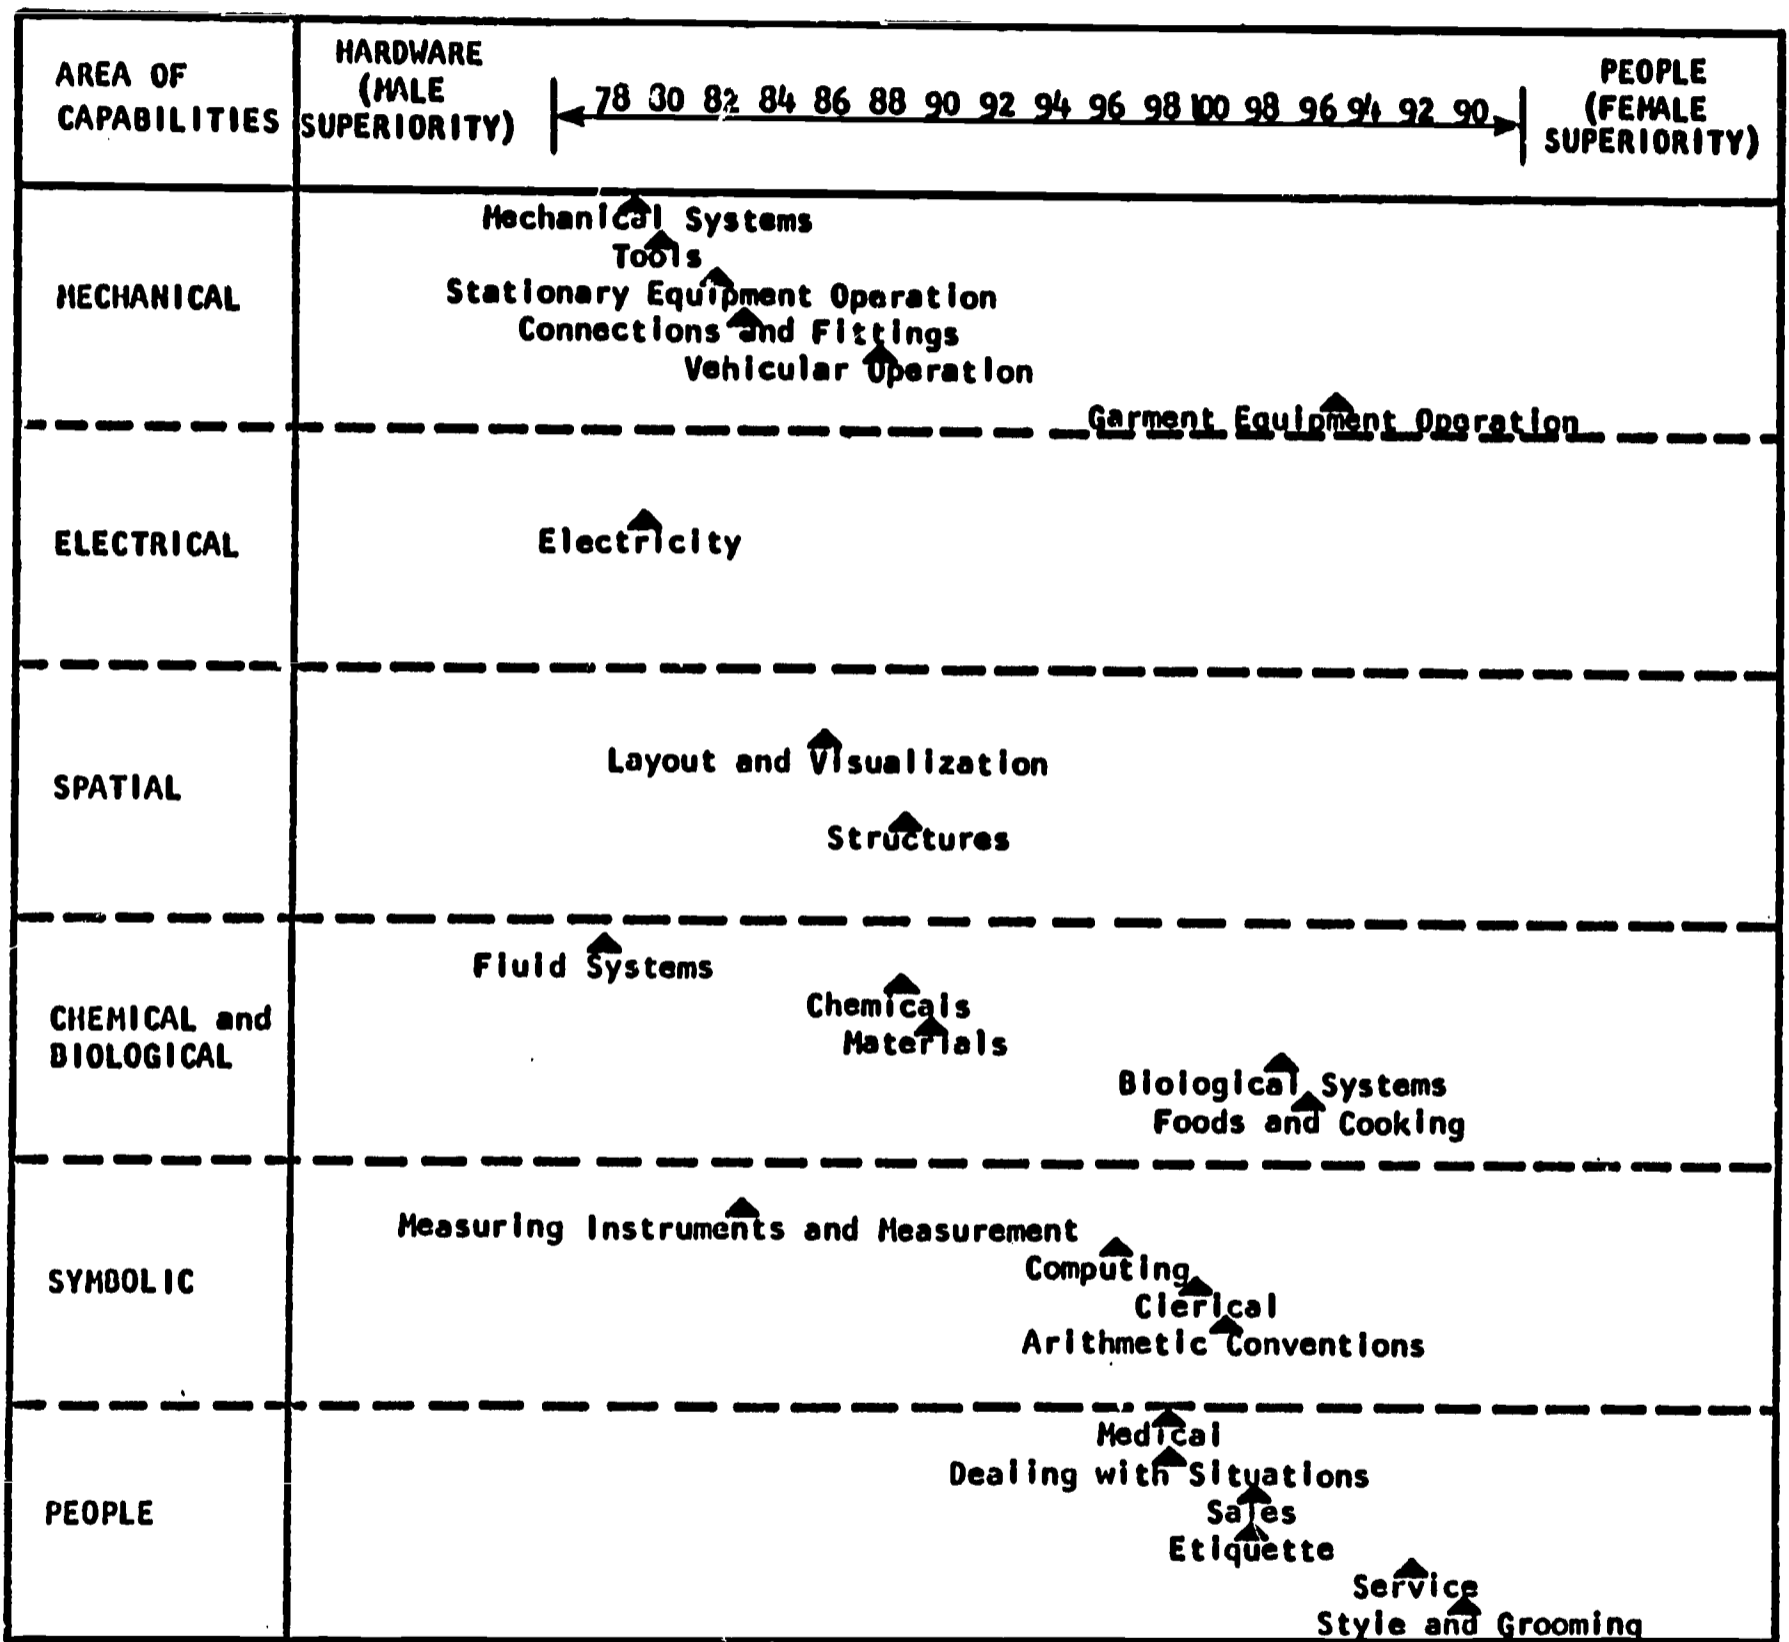 AREA OF
CAPABILITIES
HARDWARE
(MALE
SUPERIORITY)
78 80 82 84 86 88 90 92 94 96 98 100 98 96 94 92 90
PEOPLE
(FEMALE
SUPERIORITY)
MECHANICAL
Mechanical Systems
Tools
Stationary Equipment Operation
Connections and Fittings
Vehicular Operation
Garment Equipment Operation
ELECTRICAL
Electricity
SPATIAL
Layout and Visualization
Structures
CHEMICAL and
BIOLOGICAL
Fluid Systems
Chemicals
Materials
Biological Systems
Foods and Cooking
SYMBOLIC
Measuring Instruments and Measurement
Computing
Clerical
Arithmetic Conventions
PEOPLE
Medical
Dealing with Situations
Sales
Etiquette
Service
Style and Grooming